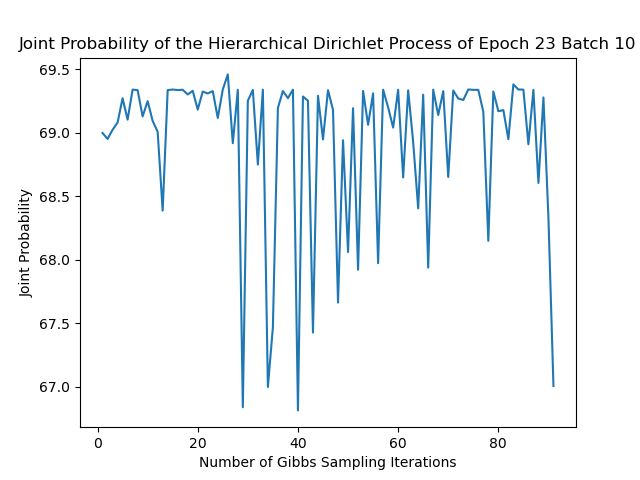 Joint Probability of the Hierarchical Dirichlet Process of Epoch 23 Batch 10
69.5
69.0
68.5
68.0
67.5
67.0
Joint Probability
0 20 40 60 80
Number of Gibbs Sampling Iterations